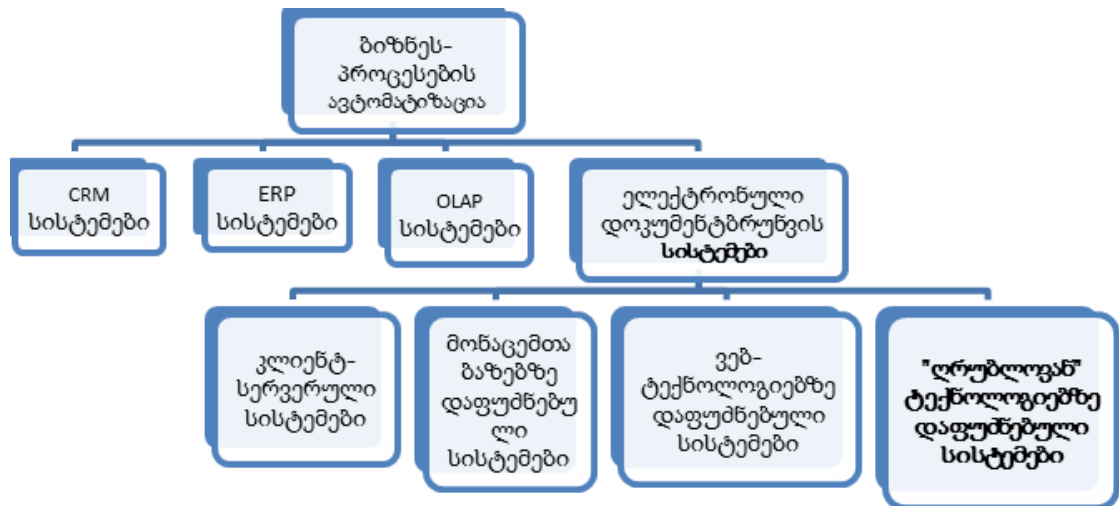 ბიზნეს-
პროცესების
ავტომატიზაცია
CRM
სისტემები
ERP
სისტემები
OLAP
სისტემები
ელექტრონული
დოკუმენტბრუნვის
სისტემები
კლიენტ-
სერვერული
სისტემები
მონაცემთა
ბაზებზე
დაფუძნებუ
ლი
სისტემები
ვებ-
ტექნოლოგიებზე
დაფუძნებული
სისტემები
"ღრუბლოვან"
ტექნოლოგიებზე
დაფუძნებული
სისტემები